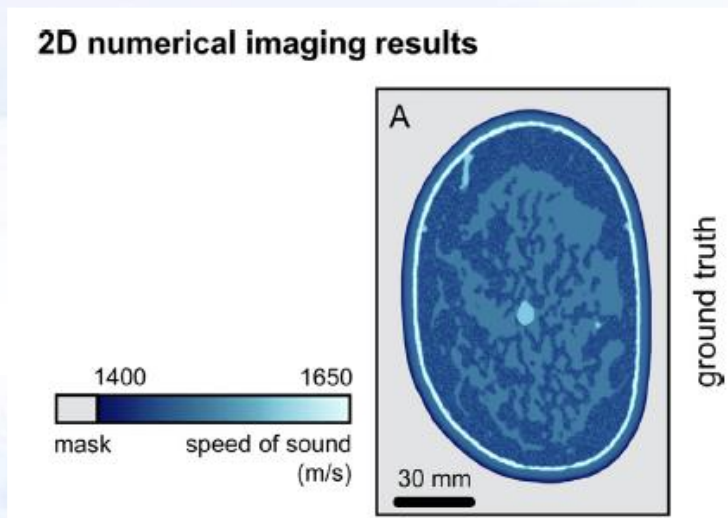 2D numerical imaging results
A
ground truth
1400 1650
mask speed of sound
(m/s)
30 mm